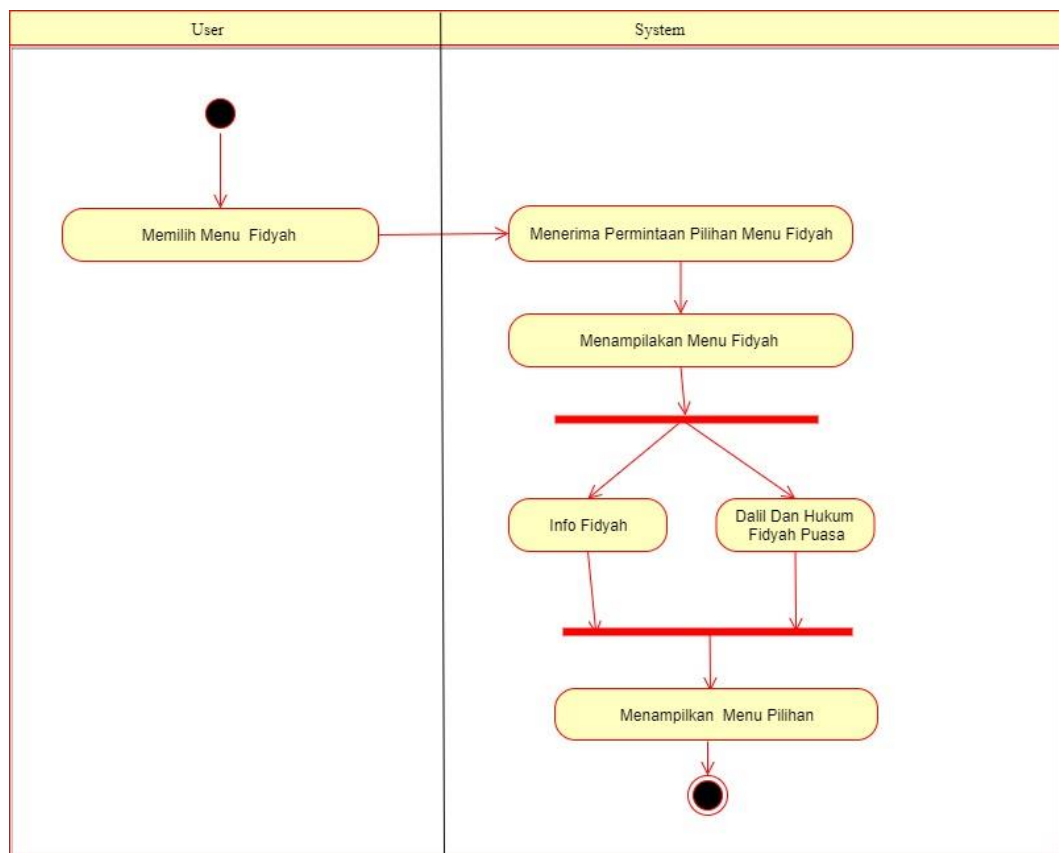 User
System
Memilih Menu Fidyah
Menerima Permintaan Pilihan Menu Fidyah
Menampilakan Menu Fidyah
Info Fidyah
Dalil Dan Hukum
Fidyah Puasa
Menampilkan Menu Pilihan